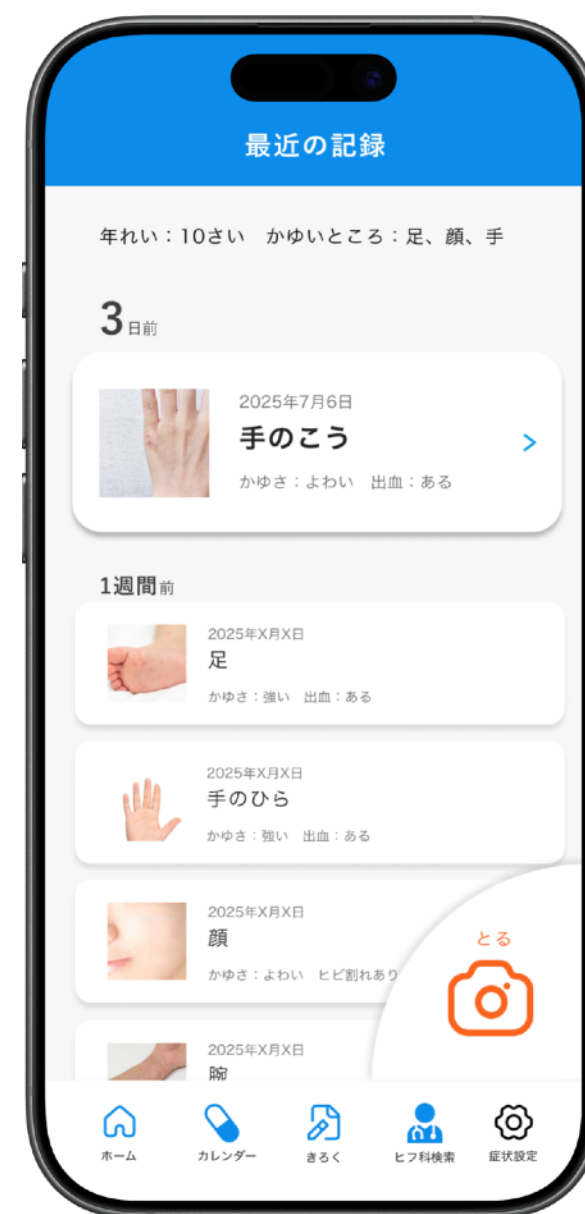 最近の記録
年れい：10さい　かゆいところ：足、顔、手
3日前
2025年7月6日
手のこう
かゆさ：よわい　出血：ある
1週間前
2025年X月X日
足
かゆさ：強い　出血：ある
2025年X月X日
手のひら
かゆさ：強い　出血：ある
2025年X月X日
顔
かゆさ：よわい　ヒビ割れあり
とる
2025年X月X日
腕
ホーム
カレンダー
きろく
ヒフ科検索
症状設定